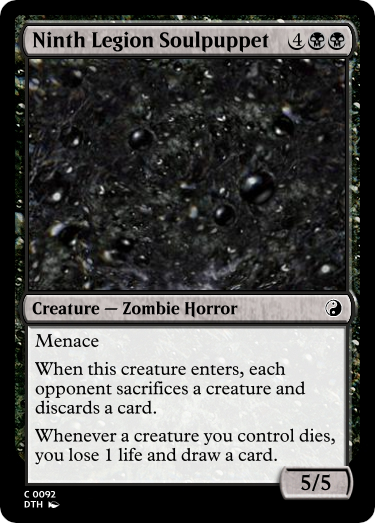 Ninth Legion Soulpuppet 4
Creature — Zombie Horror
Menace
When this creature enters, each
opponent sacrifices a creature and
discards a card.
Whenever a creature you control dies,
you lose 1 life and draw a card.
5/5
C 0092
DTH